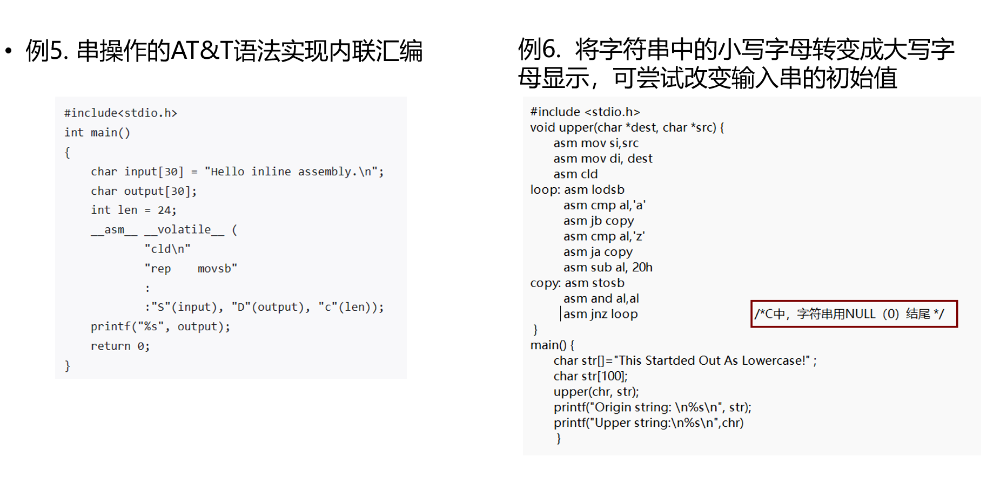 • 例5. 串操作的AT&T语法实现内联汇编
#include<stdio.h>
int main()
{
    char input[30] = "Hello inline assembly.\n";
    char output[30];
    int len = 24;
    __asm__ __volatile__ (
            "cld\n"
            "rep    movsb"
            :
            :"S"(input), "D"(output), "c"(len));
    printf("%s", output);
    return 0;
}
例6. 将字符串中的小写字母转变成大写字
母显示，可尝试改变输入串的初始值
#include <stdio.h>
void upper(char *dest, char *src) {
       asm mov si,src
       asm mov di, dest
       asm cld
loop: asm lodsb
          asm cmp al,'a'
          asm jb copy
          asm cmp al,'z'
          asm ja copy
          asm sub al, 20h
copy: asm stosb
          asm and al,al
          asm jnz loop    /*C中，字符串用NULL（0）结尾 */
 }
main() {
       char str[]="This Startded Out As Lowercase!" ;
       char str[100];
       upper(chr, str);
       printf("Origin string: \n%s\n", str);
       printf("Upper string:\n%s\n",chr)
        }